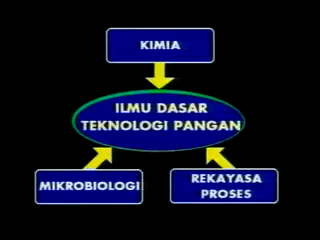 KIMIA
ILMU DASAR
TEKNOLOGI PANGAN
MIKROBIOLOGI
REKAYASA
PROSES